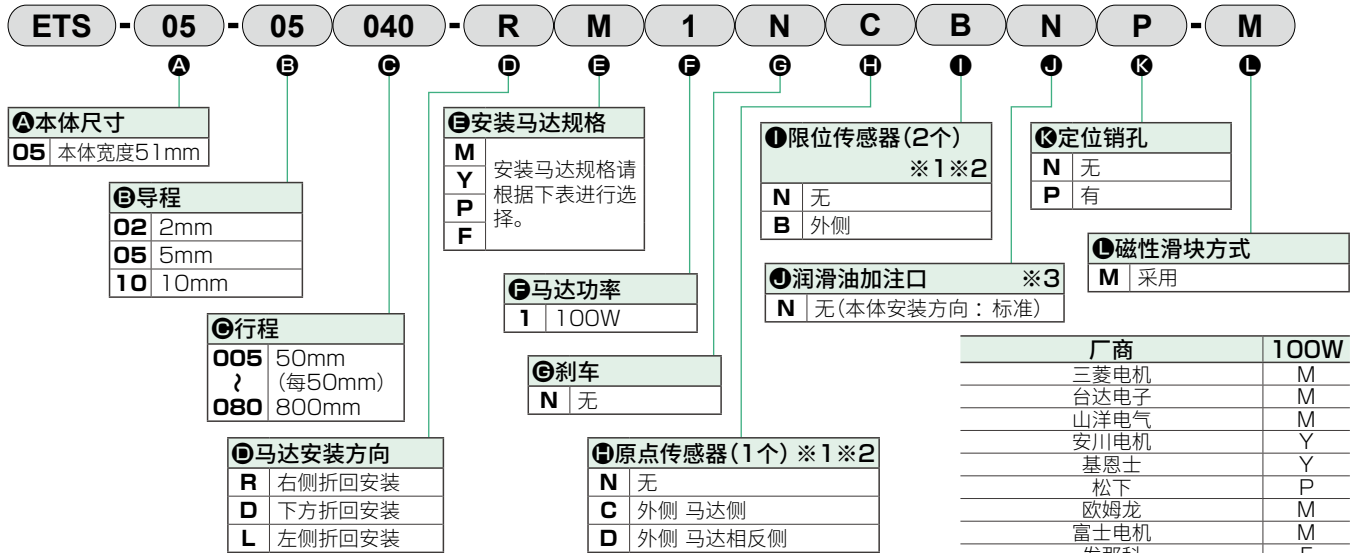 ETS - 05 - 05 040 - R M 1 N C B N P - M
A B C D E F G H I J K L
A本体尺寸
05 本体宽度51mm
B导程
02 2mm
05 5mm
10 10mm
C行程
005 50mm
~ (每50mm)
080 800mm
D马达安装方向
R 右侧折回安装
D 下方折回安装
L 左侧折回安装
E安装马达规格
M
Y
P
F
安装马达规格请
根据下表进行选
择。
F马达功率
1 100W
G刹车
N 无
H原点传感器(1个) ※1※2
N 无
C 外侧 马达侧
D 外侧 马达相反侧
I限位传感器(2个)
※1※2
N 无
B 外侧
J润滑油加注口 ※3
N 无(本体安装方向:标准)
K定位销孔
N 无
P 有
L磁性滑块方式
M 采用
厂商 100W
三菱电机 M
台达电子 M
山洋电气 M
安川电机 Y
基恩士 Y
松下 P
欧姆龙 M
富士电机 M
发那科 F